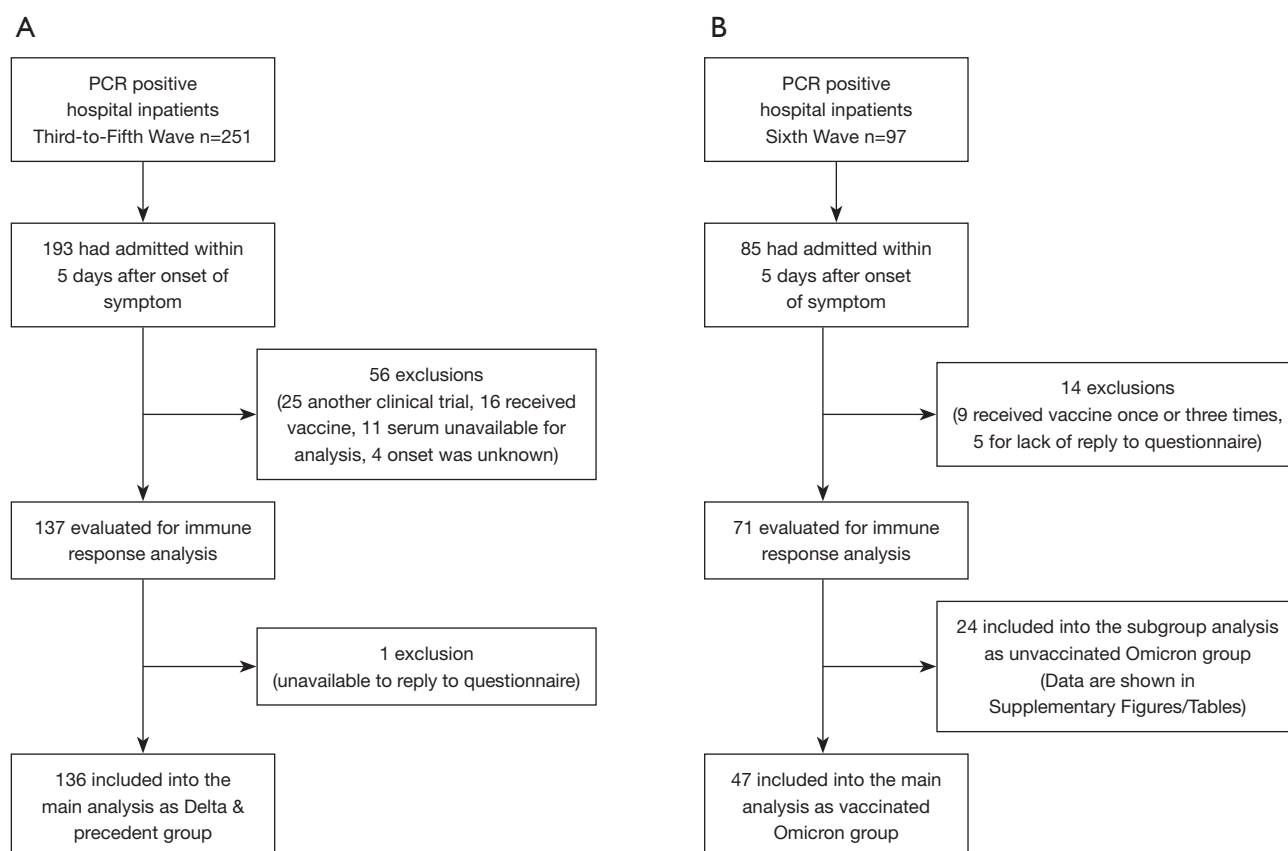 A
PCR positive
hospital inpatients
Third-to-Fifth Wave n=251
193 had admitted within
5 days after onset of
symptom
56 exclusions
(25 another clinical trial, 16 received
vaccine, 11 serum unavailable for
analysis, 4 onset was unknown)
137 evaluated for immune
response analysis
1 exclusion
(unavailable to reply to questionnaire)
136 included into the
main analysis as Delta &
precedent group
B
PCR positive
hospital inpatients
Sixth Wave n=97
85 had admitted within
5 days after onset
of symptom
14 exclusions
(9 received vaccine once or three times,
5 for lack of reply to questionnaire)
71 evaluated for immune
response analysis
24 included into the subgroup analysis
as unvaccinated Omicron group
(Data are shown in
Supplementary Figures/Tables)
47 included into the main
analysis as vaccinated
Omicron group